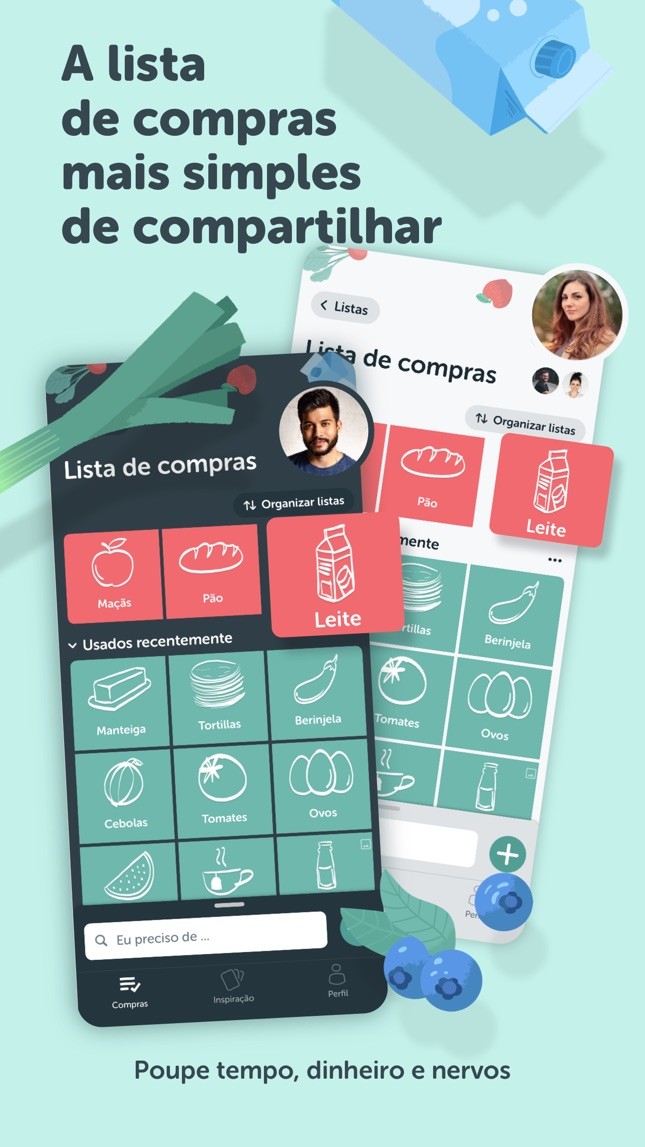 A lista
de compras
mais simples
de compartilhar
Listas
Lista de compras
Organizar listas
Pão
Leite
Berinjela
Tomates
Ovos
Lista de compras
Organizar listas
Maçãs
Pão
Leite
Usados recentemente
Manteiga
Tortillas
Berinjela
Cebolas
Tomates
Ovos
Eu preciso de ...
Compras
Inspiração
Perfil
Poupe tempo, dinheiro e nervos